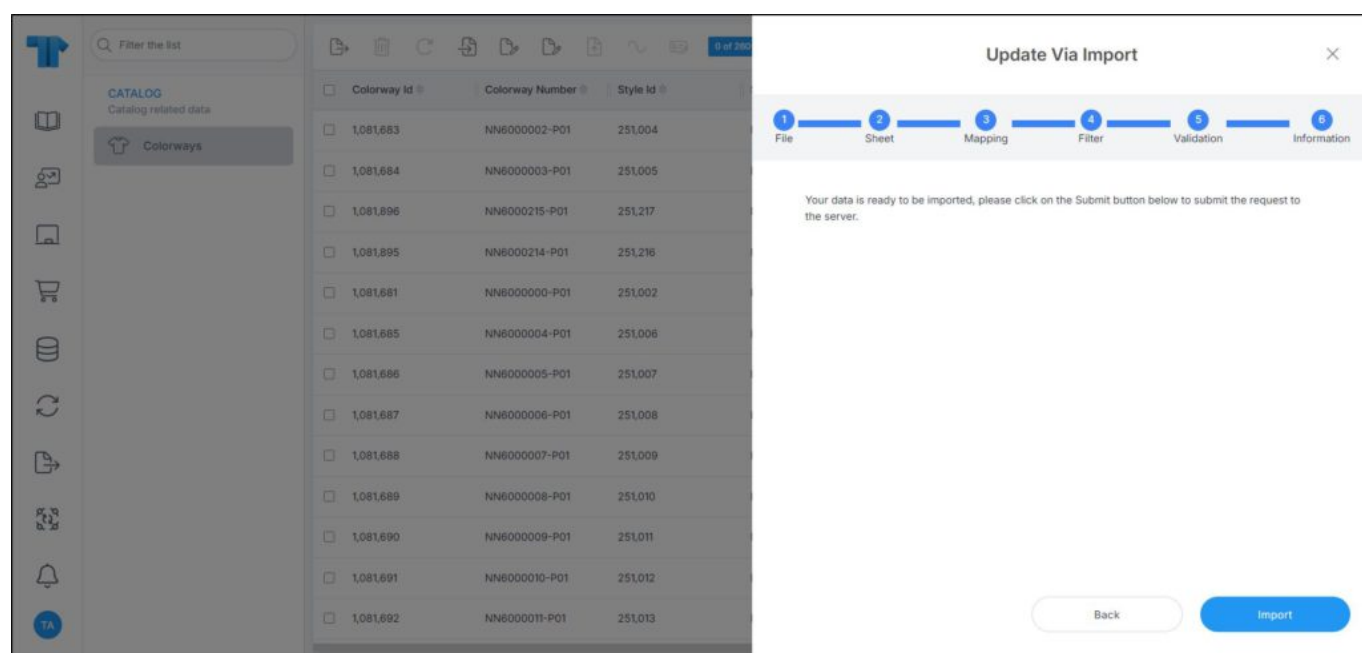 Filter the list
CATALOG
Catalog related data
Colorways
Colorway Id
Colorway Number
Style Id
1,081,683 NN6000002-P01 251,004
1,081,684 NN6000003-P01 251,005
1,081,896 NN6000215-P01 251,217
1,081,895 NN6000214-P01 251,216
1,081,681 NN6000000-P01 251,002
1,081,685 NN6000004-P01 251,006
1,081,686 NN6000005-P01 251,007
1,081,687 NN6000006-P01 251,008
1,081,688 NN6000007-P01 251,009
1,081,689 NN6000008-P01 251,010
1,081,690 NN6000009-P01 251,011
1,081,691 NN6000010-P01 251,012
1,081,692 NN6000011-P01 251,013
TA
Update Via Import
1 2 3 4 5 6
File Sheet Mapping Filter Validation Information
Your data is ready to be imported, please click on the Submit button below to submit the request to
the server.
Back
Import